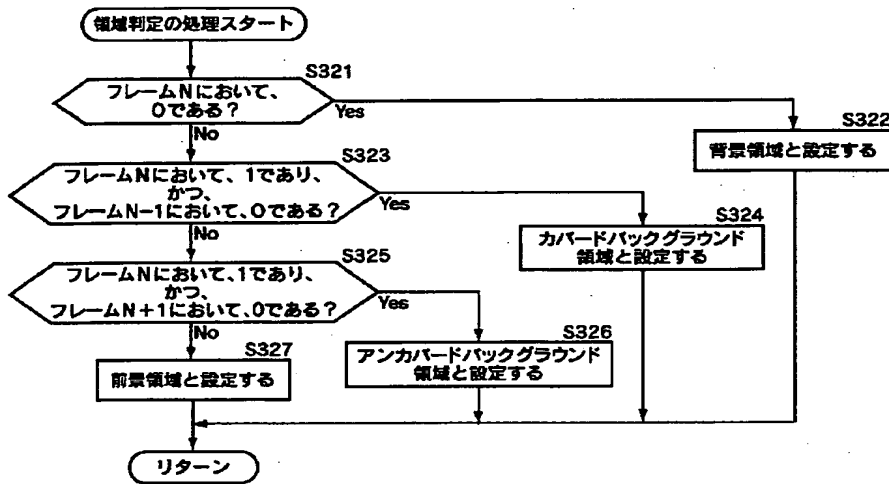 領域判定の処理スタート
S321
フレームNにおいて、
0である?
Yes
No
S322
背景領域と設定する
S323
フレームNにおいて、1であり、
かつ、
フレームN-1において、0である?
Yes
No
S324
カバードバックグラウンド
領域と設定する
S325
フレームNにおいて、1であり、
かつ、
フレームN+1において、0である?
Yes
No
S326
アンカバードバックグラウンド
領域と設定する
S327
前景領域と設定する
リターン